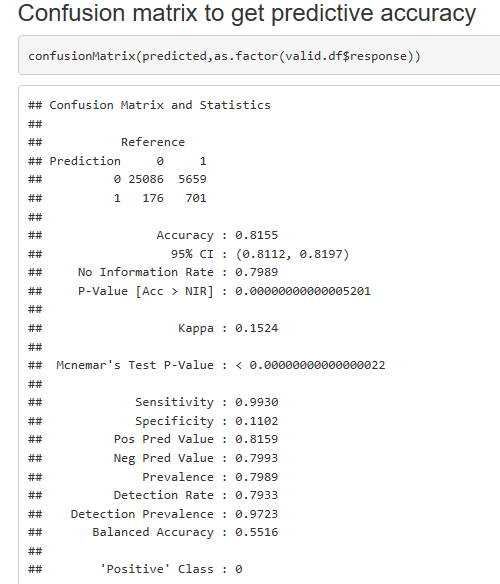 Confusion matrix to get predictive accuracy
confusionMatrix(predicted,as.factor(valid.df$response))
## Confusion Matrix and Statistics
##
##           Reference
## Prediction     0     1
##          0 25086  5659
##          1   176   701
##
##                Accuracy : 0.8155
##                  95% CI : (0.8112, 0.8197)
##     No Information Rate : 0.7989
##     P-Value [Acc > NIR] : 0.00000000000005201
##
##                   Kappa : 0.1524
##
##  Mcnemar's Test P-Value : < 0.00000000000000022
##
##             Sensitivity : 0.9930
##             Specificity : 0.1102
##          Pos Pred Value : 0.8159
##          Neg Pred Value : 0.7993
##              Prevalence : 0.7989
##          Detection Rate : 0.7933
##    Detection Prevalence : 0.9723
##       Balanced Accuracy : 0.5516
##
##        'Positive' Class : 0